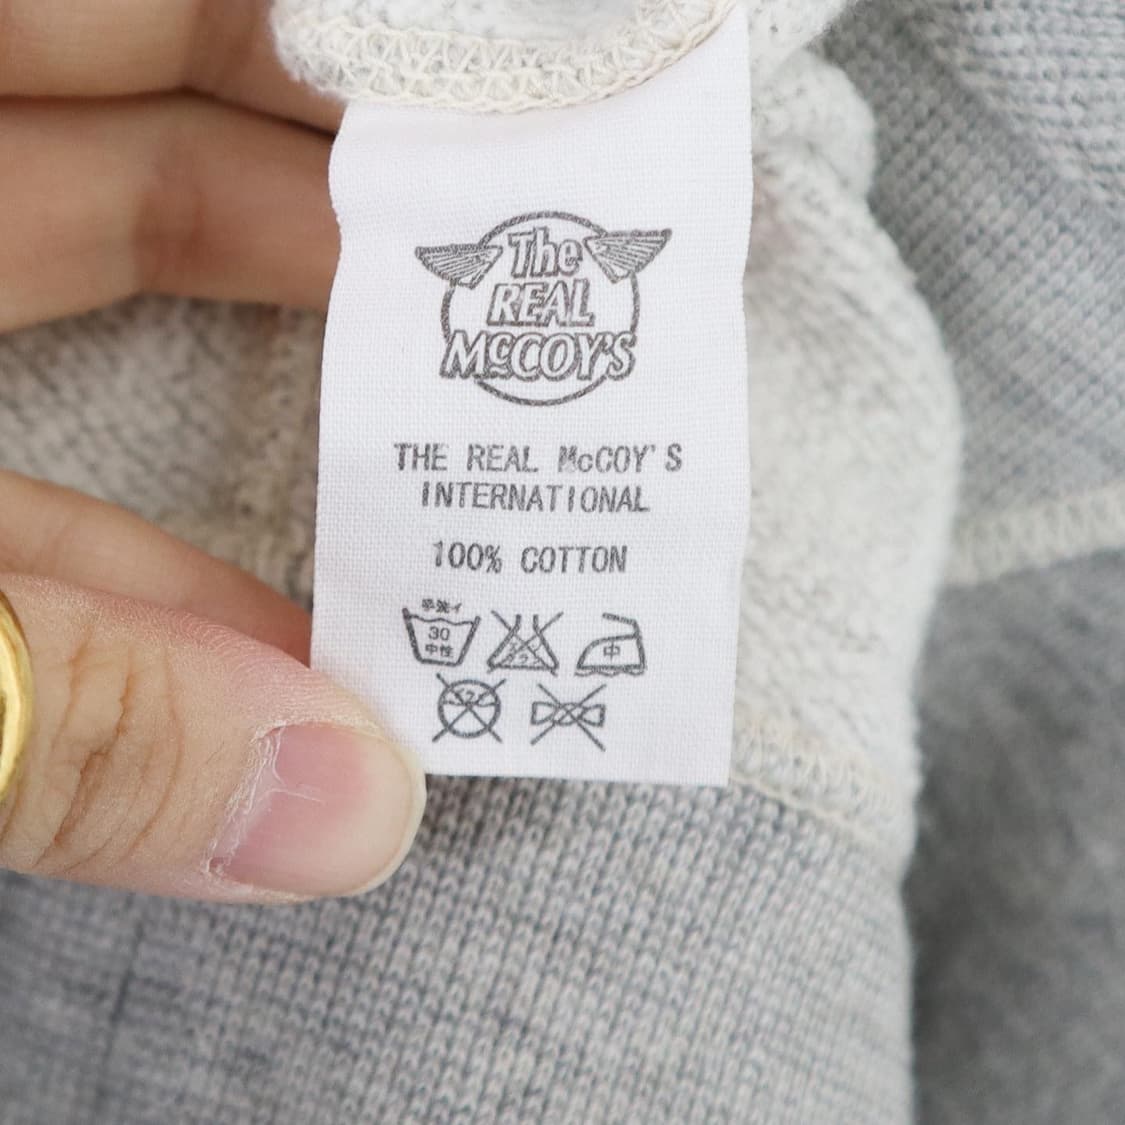 The
REAL
McCOY'S
THE REAL McCOY'S
INTERNATIONAL
100% COTTON
手洗イ
30
中性
中